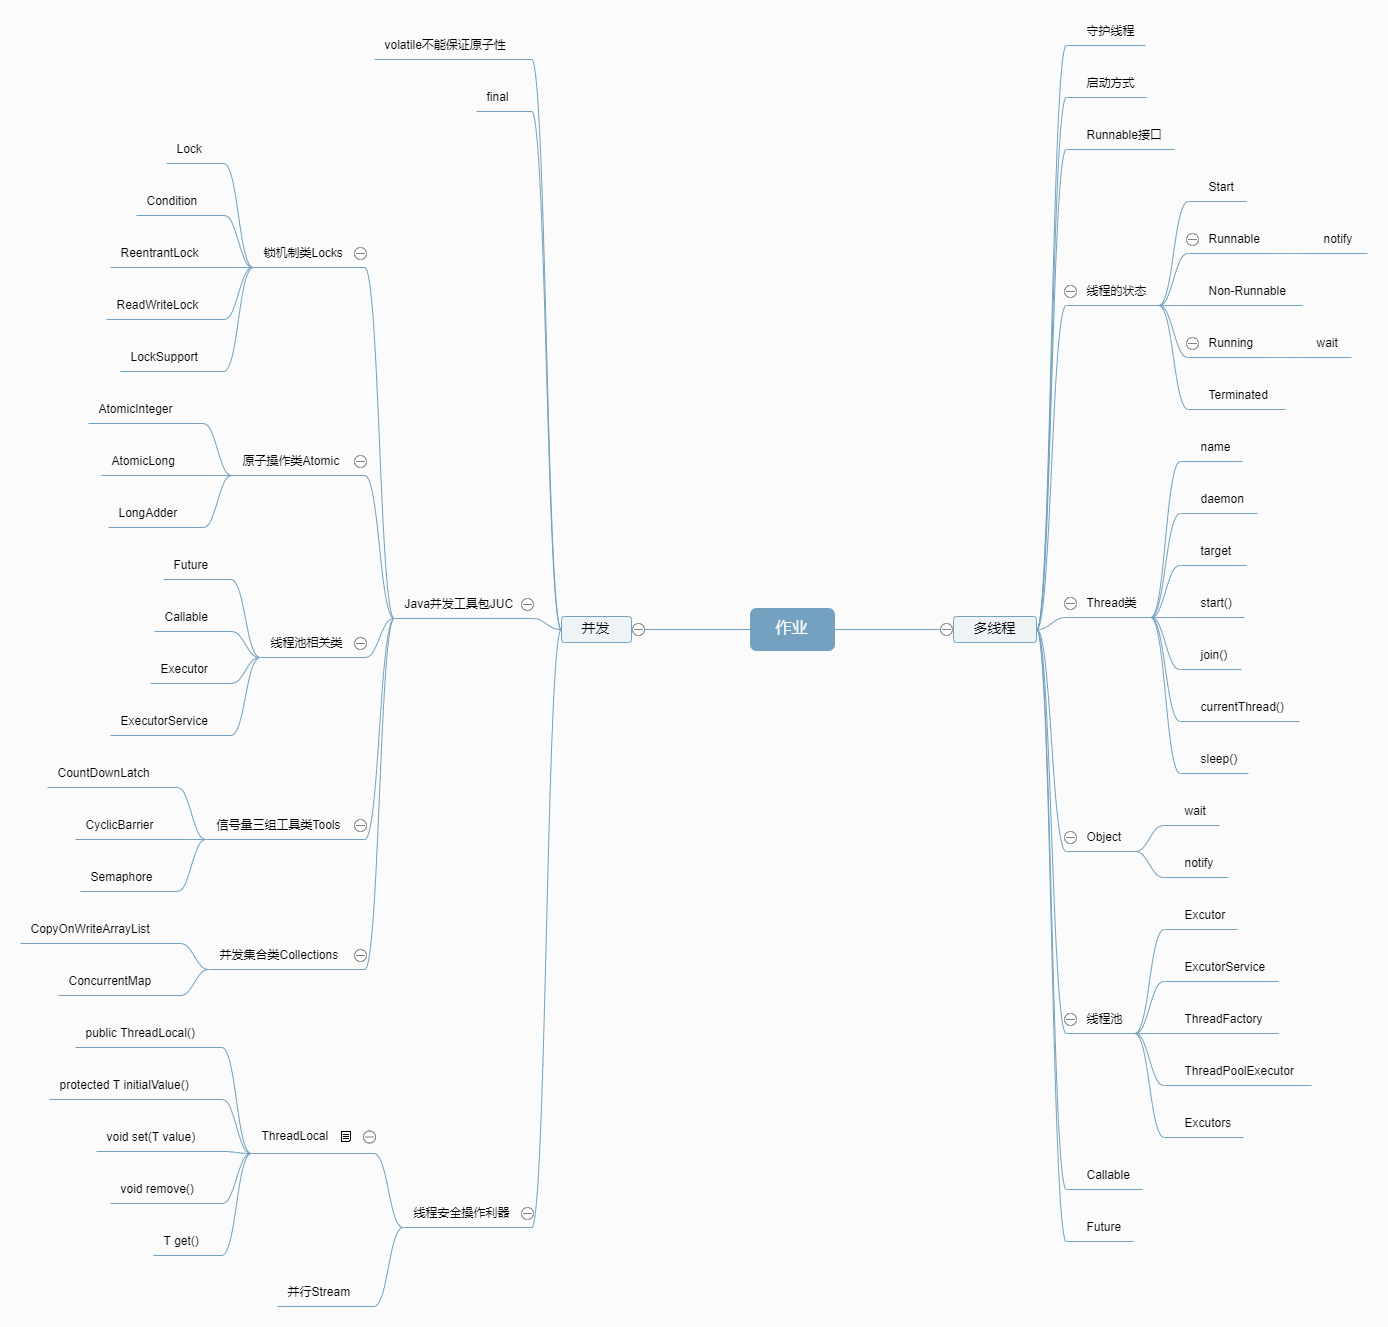 作业
多线程
守护线程
启动方式
Runnable接口
线程的状态
Start
Runnable
notify
Non-Runnable
Running
wait
Terminated
Thread类
name
daemon
target
start()
join()
currentThread()
sleep()
Object
wait
notify
线程池
Excutor
ExcutorService
ThreadFactory
ThreadPoolExecutor
Excutors
Callable
Future
并发
volatile不能保证原子性
final
Java并发工具包JUC
锁机制类Locks
Lock
Condition
ReentrantLock
ReadWriteLock
LockSupport
原子操作类Atomic
AtomicInteger
AtomicLong
LongAdder
线程池相关类
Future
Callable
Executor
ExecutorService
信号量三组工具类Tools
CountDownLatch
CyclicBarrier
Semaphore
并发集合类Collections
CopyOnWriteArrayList
ConcurrentMap
线程安全操作利器
ThreadLocal
public ThreadLocal()
protected T initialValue()
void set(T value)
void remove()
T get()
并行Stream